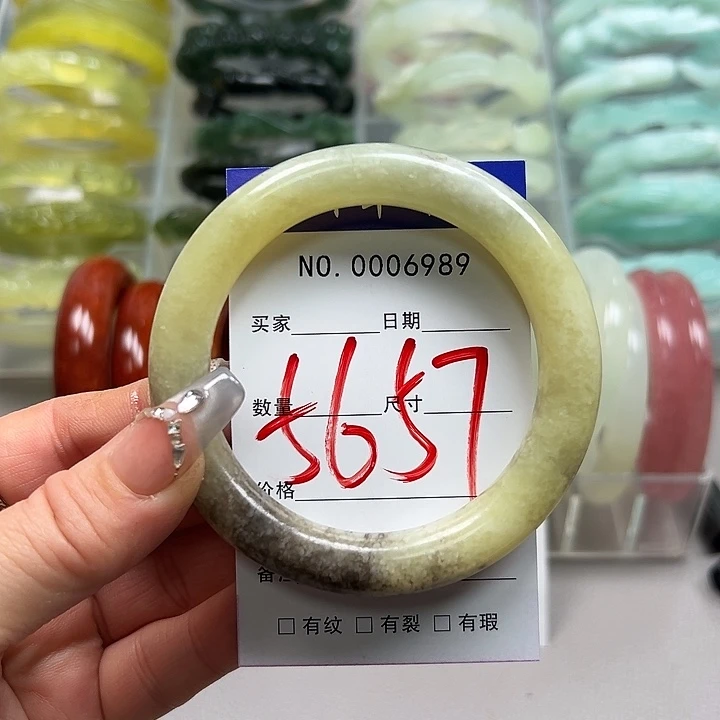 NO. 0006989
买家 日期
数量 尺寸
5657
价格
□ 有纹 □ 有裂 □ 有瑕